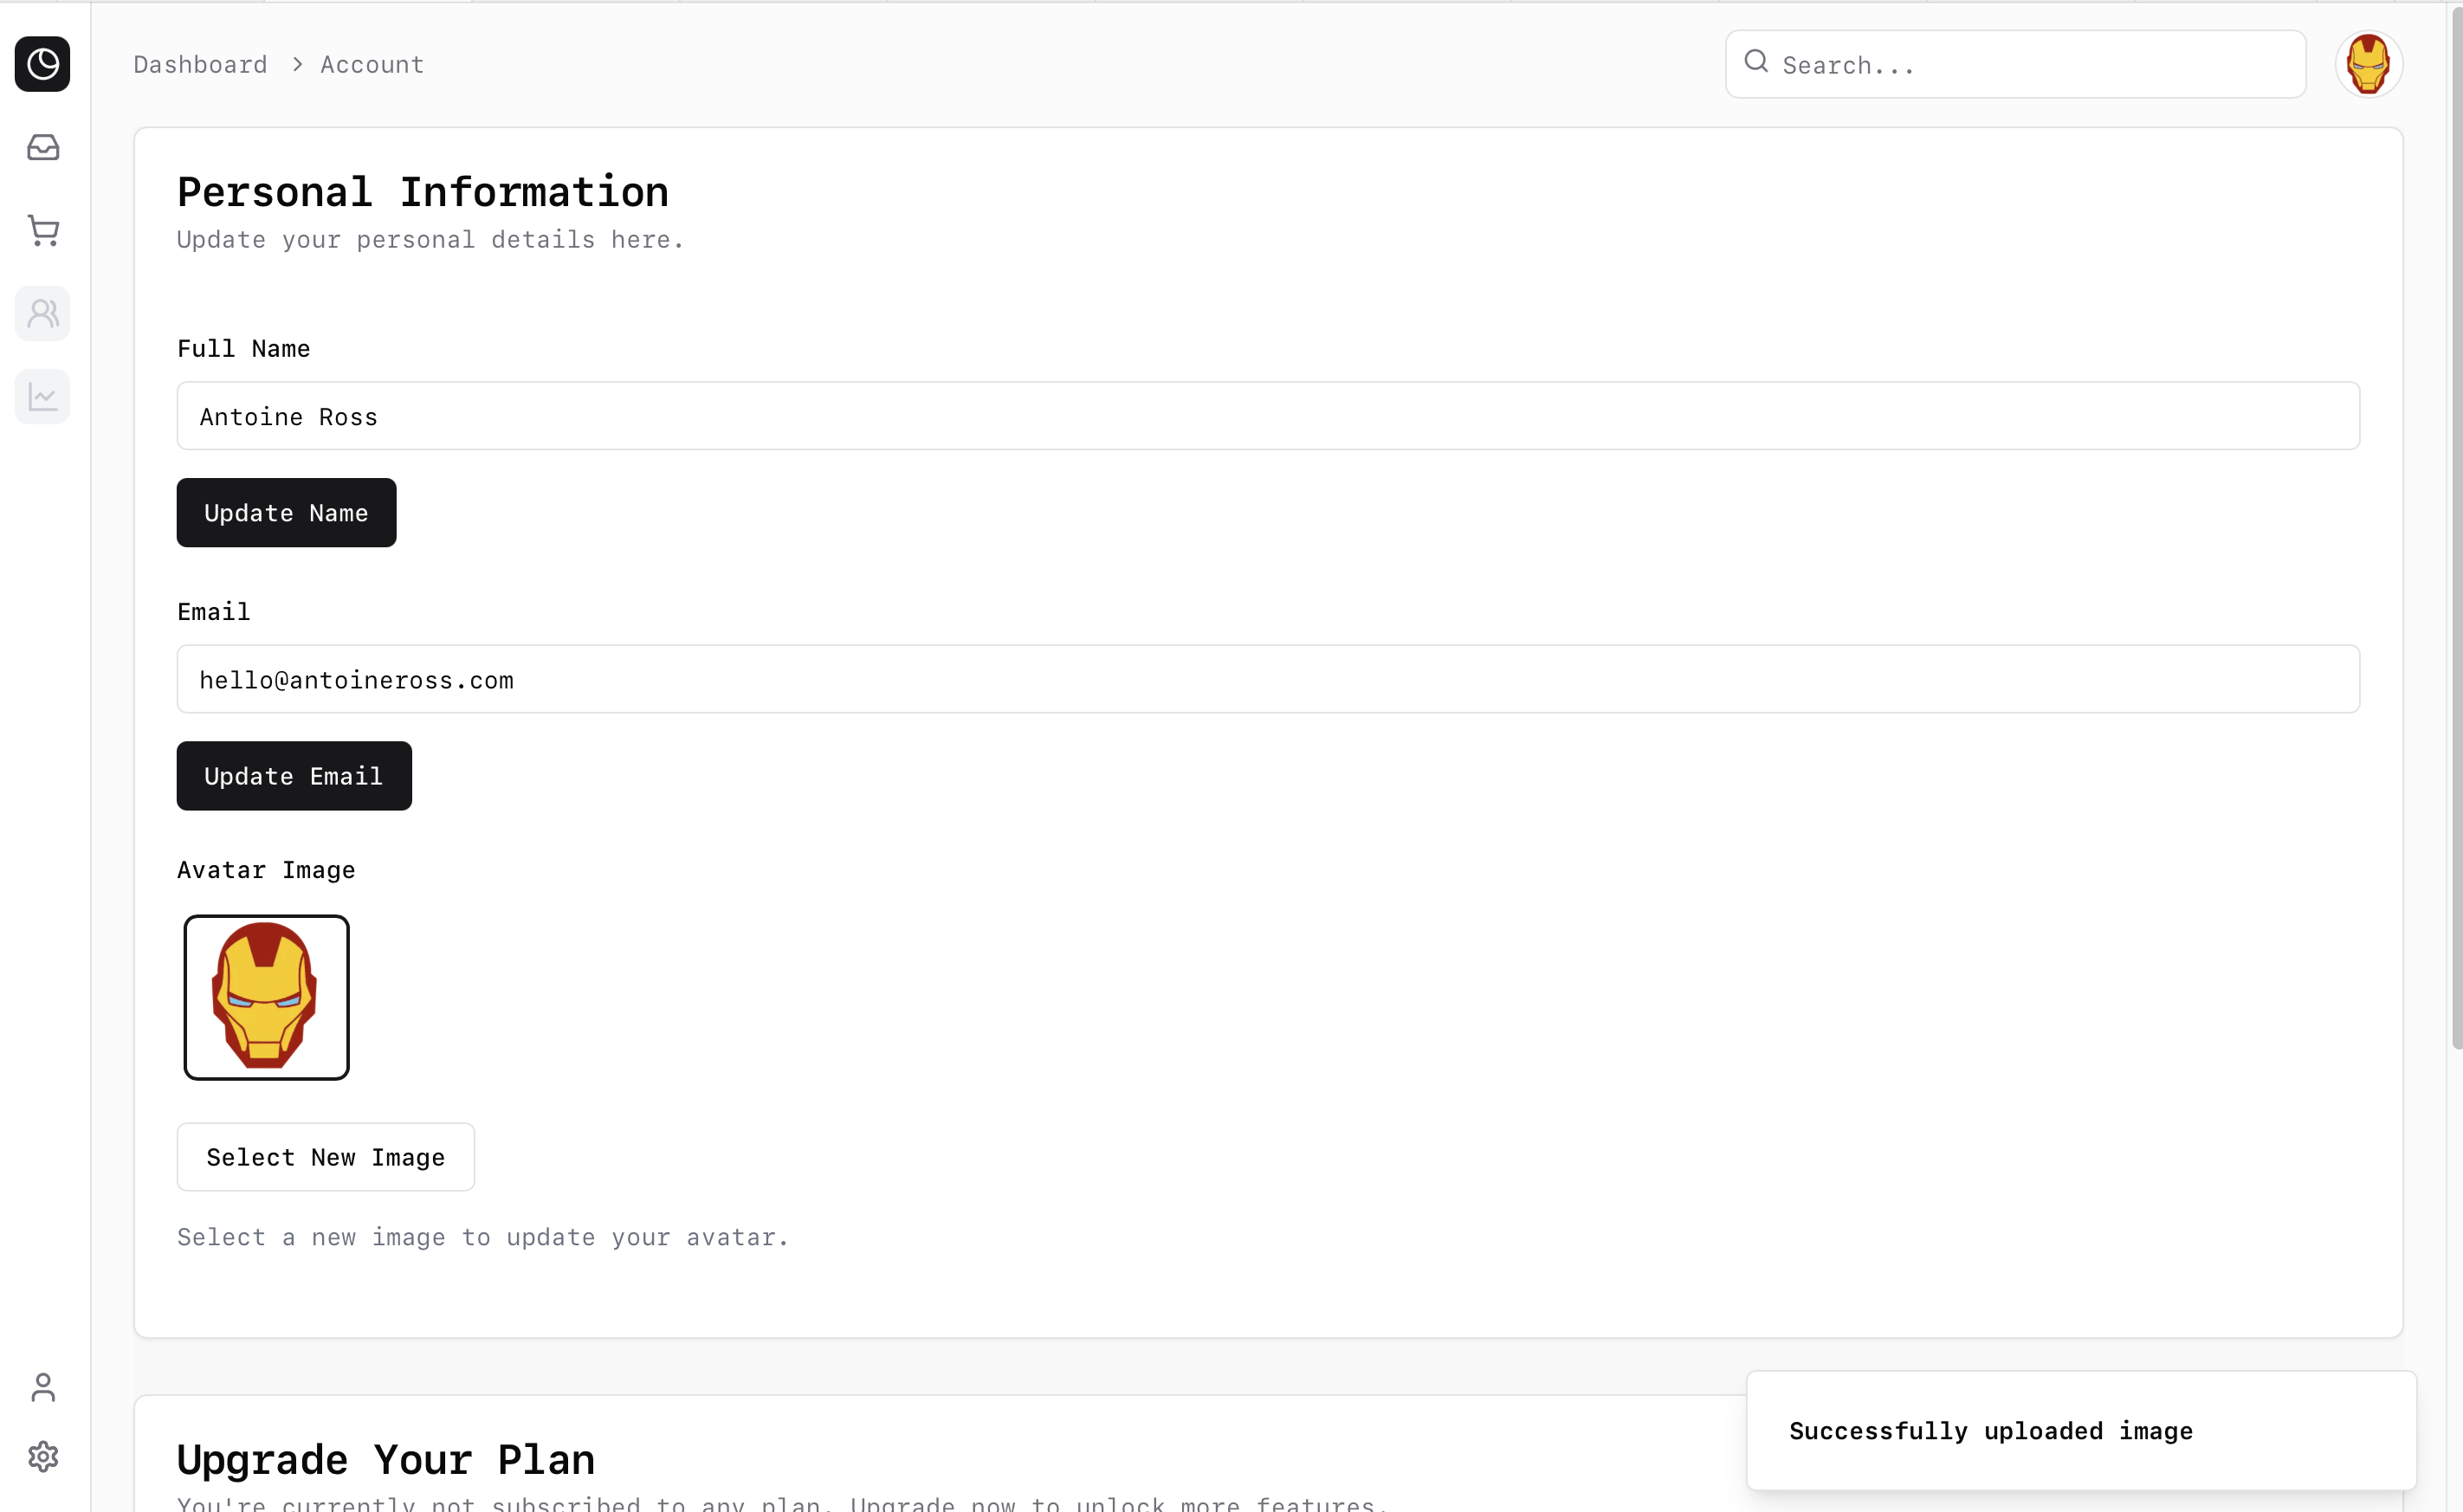 Dashboard > Account
Search...
Personal Information
Update your personal details here.
Full Name
Antoine Ross
Update Name
Email
hello@antoineross.com
Update Email
Avatar Image
Select New Image
Select a new image to update your avatar.
Upgrade Your Plan
You're currently not subscribed to any plan. Upgrade now to unlock more features.
Successfully uploaded image